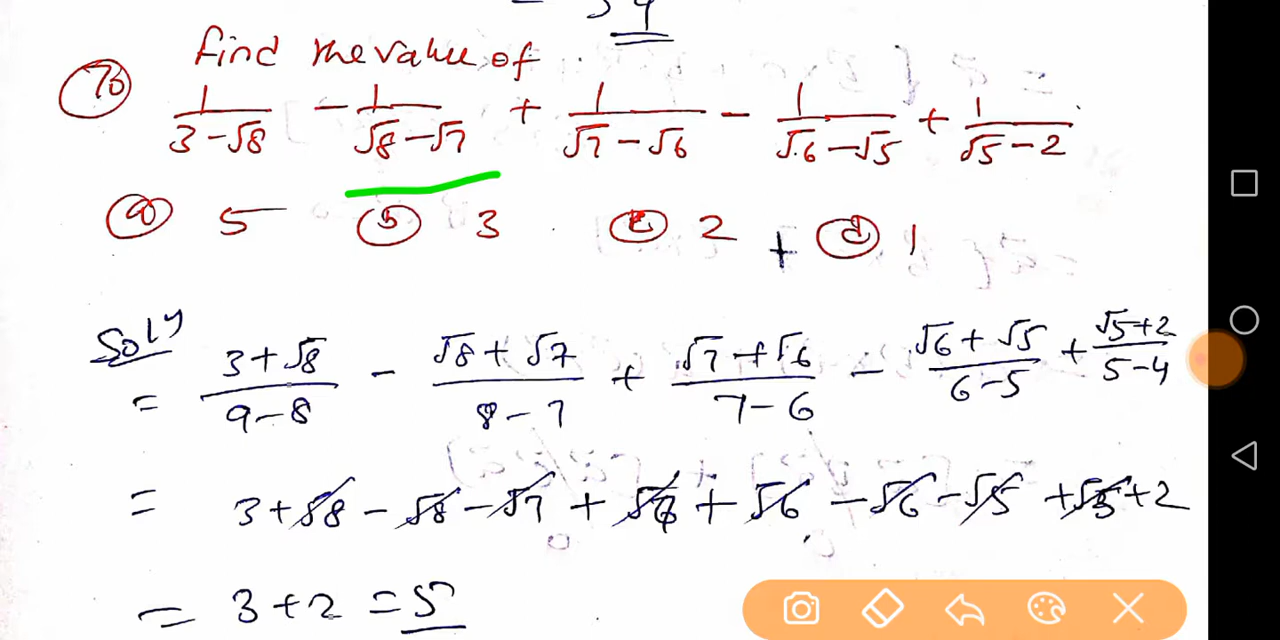 find the value of
76 1/(3-√8) - 1/(√8-√7) + 1/(√7-√6) - 1/(√6-√5) + 1/(√5-2)
a 5 b 3 c 2 + d 1
Soly
= (3+√8)/(9-8) - (√8+√7)/(8-7) + (√7+√6)/(7-6) - (√6+√5)/(6-5) + (√5+2)/(5-4)
= 3+√8 - √8 - √7 + √7 + √6 - √6 - √5 + √5 + 2
= 3+2 = 5